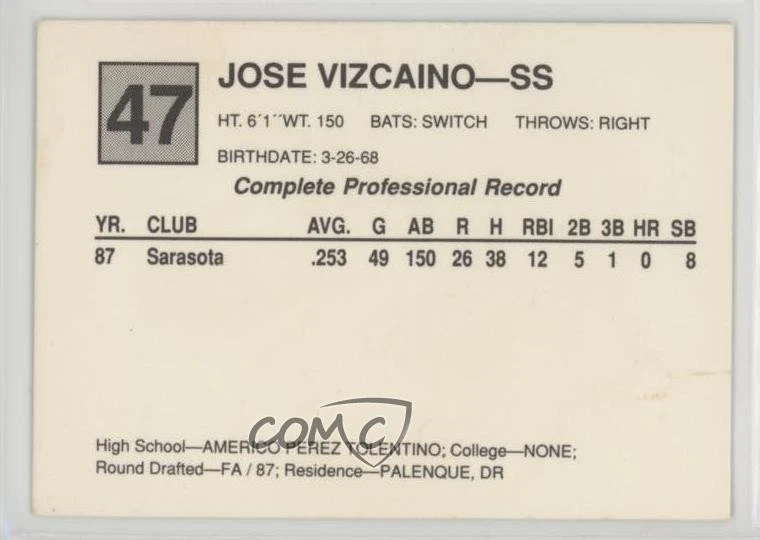 47
JOSE VIZCAINO—SS
HT. 6´1´´WT. 150 BATS: SWITCH THROWS: RIGHT
BIRTHDATE: 3-26-68
Complete Professional Record
YR. CLUB AVG. G AB R H RBI 2B 3B HR SB
87 Sarasota .253 49 150 26 38 12 5 1 0 8
COMC
High School—AMERICO PEREZ TOLENTINO; College—NONE;
Round Drafted—FA / 87; Residence—PALENQUE, DR